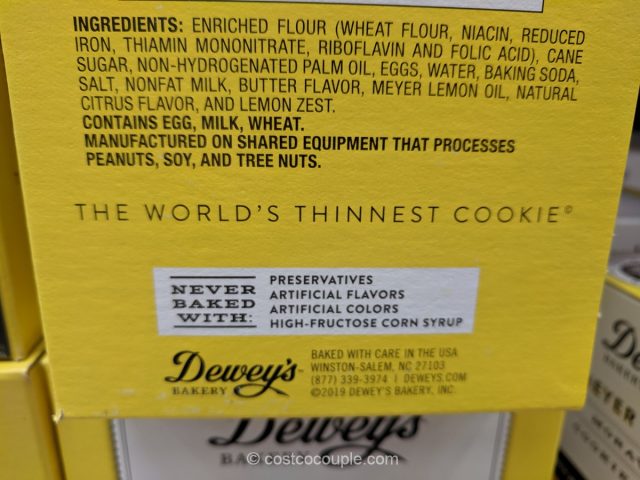 INGREDIENTS: ENRICHED FLOUR (WHEAT FLOUR, NIACIN, REDUCED
IRON, THIAMIN MONONITRATE, RIBOFLAVIN AND FOLIC ACID), CANE
SUGAR, NON-HYDROGENATED PALM OIL, EGGS, WATER, BAKING SODA,
SALT, NONFAT MILK, BUTTER FLAVOR, MEYER LEMON OIL, NATURAL
CITRUS FLAVOR, AND LEMON ZEST.
CONTAINS EGG, MILK, WHEAT.
MANUFACTURED ON SHARED EQUIPMENT THAT PROCESSES
PEANUTS, SOY, AND TREE NUTS.
THE WORLD'S THINNEST COOKIE®
NEVER BAKED WITH:
PRESERVATIVES
ARTIFICIAL FLAVORS
ARTIFICIAL COLORS
HIGH-FRUCTOSE CORN SYRUP
Dewey's™
BAKERY
BAKED WITH CARE IN THE USA
WINSTON-SALEM, NC 27103
(877) 339-3974 | DEWEYS.COM
©2019 DEWEY'S BAKERY, INC.
Deweys
© costcocouple.com